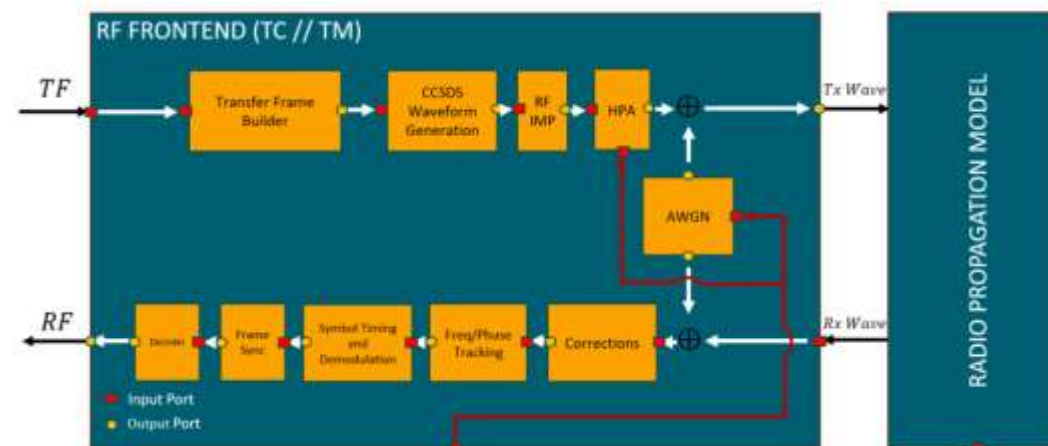 RF FRONTEND (TC // TM)
TF
Transfer Frame
Builder
CCSDS
Waveform
Generation
RF
IMP
HPA
Tx Wave
AWGN
RADIO PROPAGATION MODEL
RF
Decoder
Frame
Sync
Symbol Timing
and
Demodulation
Freq/Phase
Tracking
Corrections
Rx Wave
Input Port
Output Port